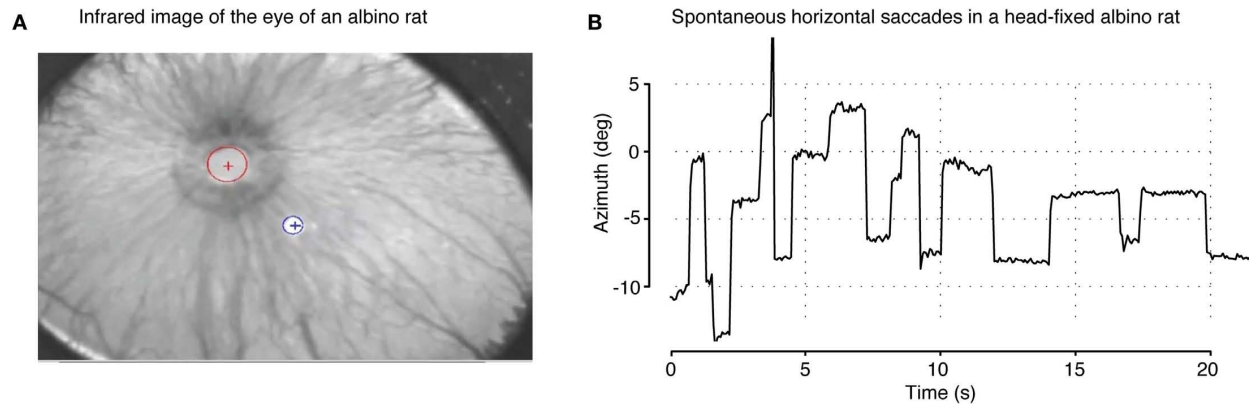 A
Infrared image of the eye of an albino rat
B
Spontaneous horizontal saccades in a head-fixed albino rat
5
0
-5
-10
Azimuth (deg)
0
5
10
15
20
Time (s)